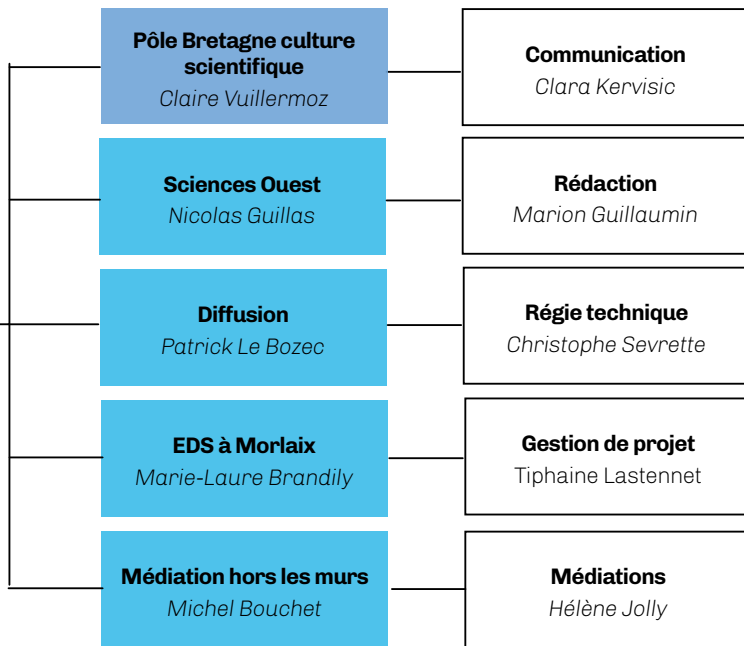 Pôle Bretagne culture
scientifique
Claire Vuillermoz
Communication
Clara Kervisic
Sciences Ouest
Nicolas Guillas
Rédaction
Marion Guillaumin
Diffusion
Patrick Le Bozec
Régie technique
Christophe Sevrette
EDS à Morlaix
Marie-Laure Brandily
Gestion de projet
Tiphaine Lastennet
Médiation hors les murs
Michel Bouchet
Médiations
Hélène Jolly